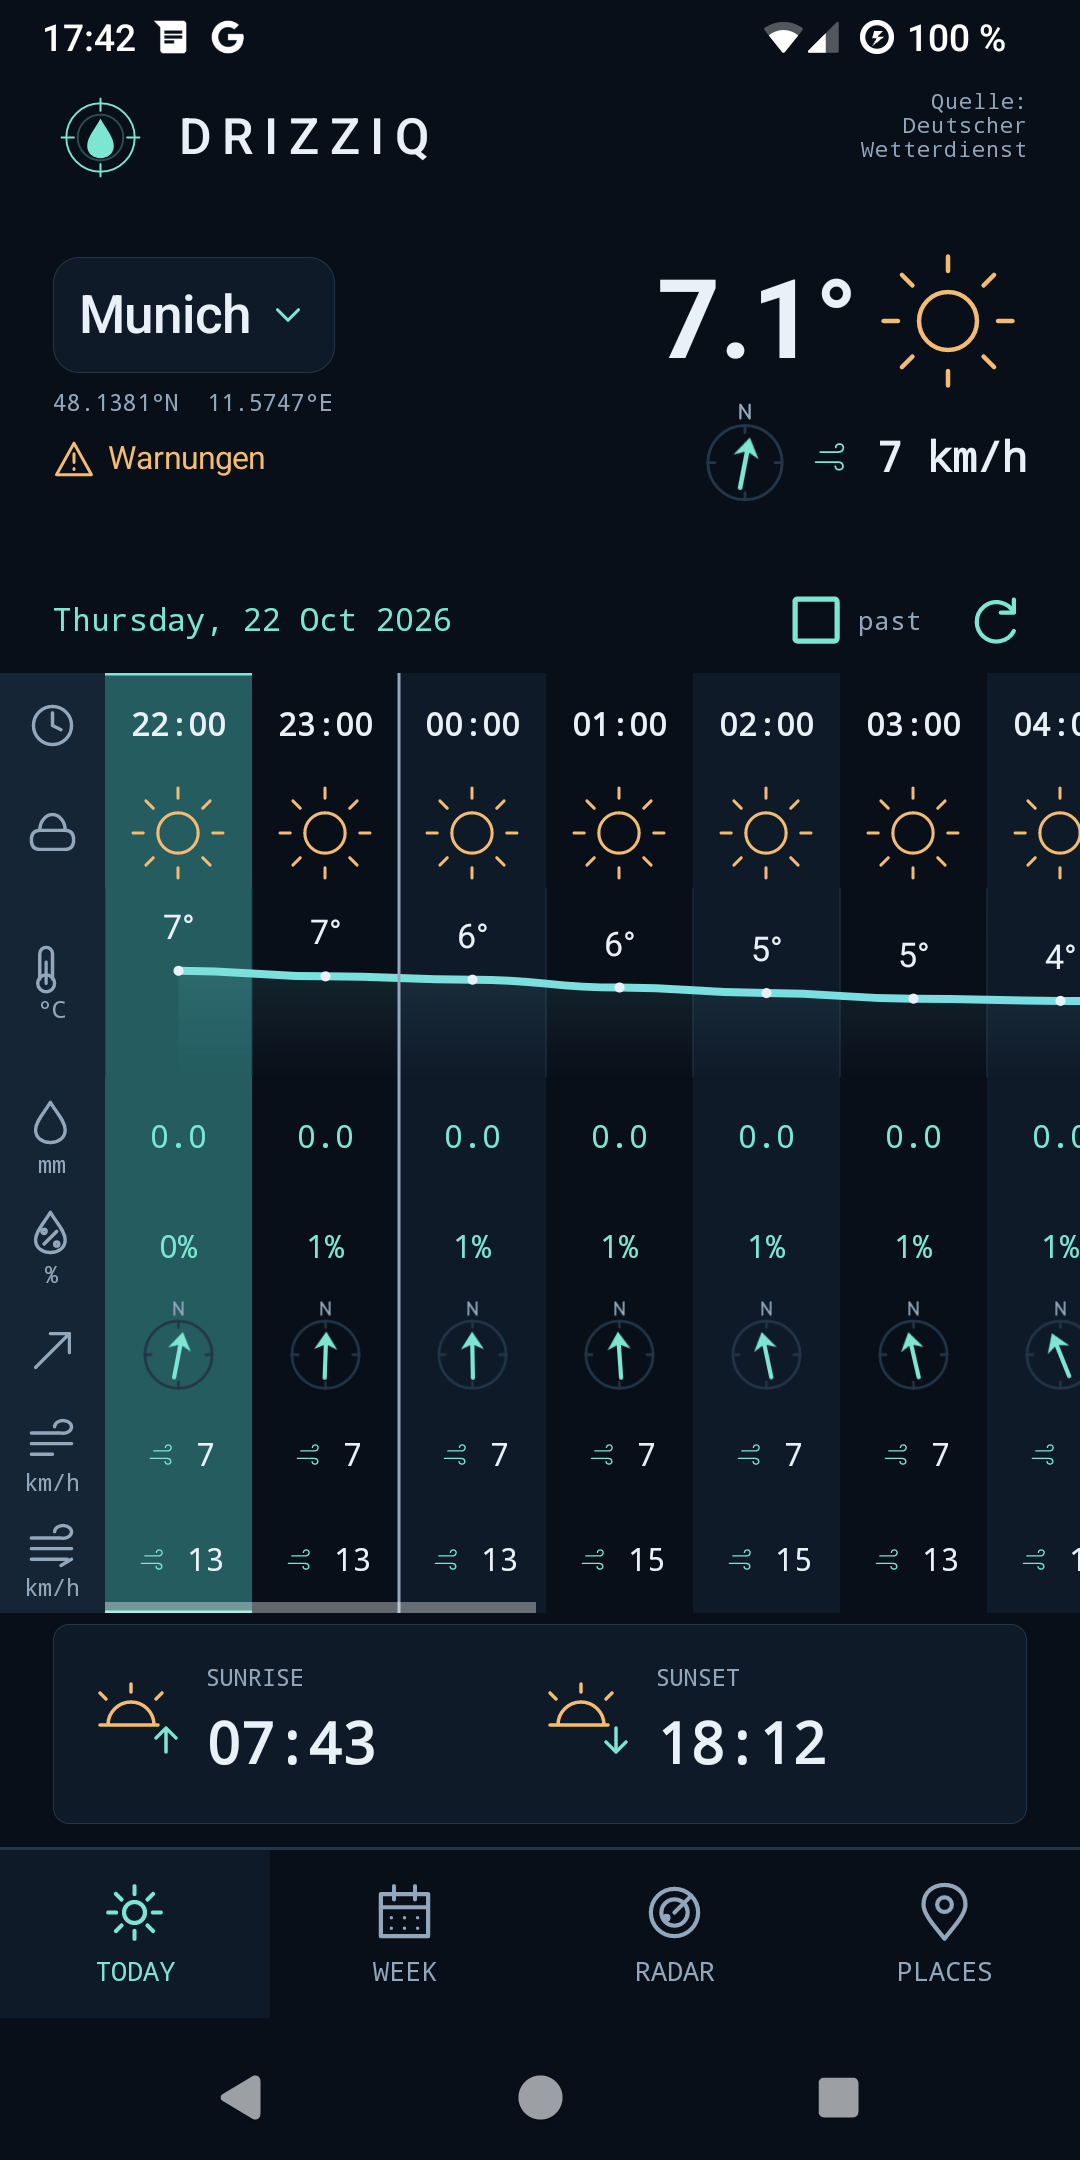 17:42
100 %
DRIZZIQ
Quelle:
Deutscher
Wetterdienst
Munich
7.1°
48.1381°N 11.5747°E
N
Warnungen
7 km/h
Thursday, 22 Oct 2026
past
22:00 23:00 00:00 01:00 02:00 03:00
7° 7° 6° 6° 5° 5° 4°
°C
0.0 0.0 0.0 0.0 0.0 0.0
mm
0% 1% 1% 1% 1% 1% 1%
%
N N N N N N N
7 7 7 7 7 7
km/h
13 13 13 15 15 13
km/h
SUNRISE SUNSET
07:43 18:12
TODAY WEEK RADAR PLACES